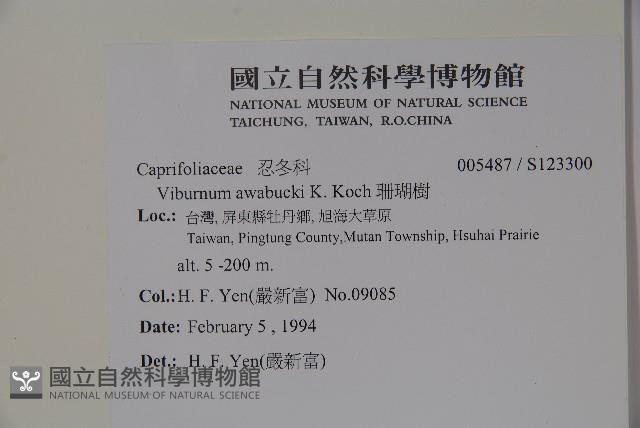 國立自然科學博物館
NATIONAL MUSEUM OF NATURAL SCIENCE
TAICHUNG, TAIWAN, R.O.CHINA
Caprifoliaceae 忍冬科 005487 / S123300
Viburnum awabucki K. Koch 珊瑚樹
Loc.: 台灣, 屏東縣牡丹鄉, 旭海大草原
Taiwan, Pingtung County,Mutan Township, Hsuhai Prairie
alt. 5 -200 m.
Col.: H. F. Yen(嚴新富) No.09085
Date: February 5 , 1994
Det.: H. F. Yen(嚴新富)
國立自然科學博物館
NATIONAL MUSEUM OF NATURAL SCIENCE